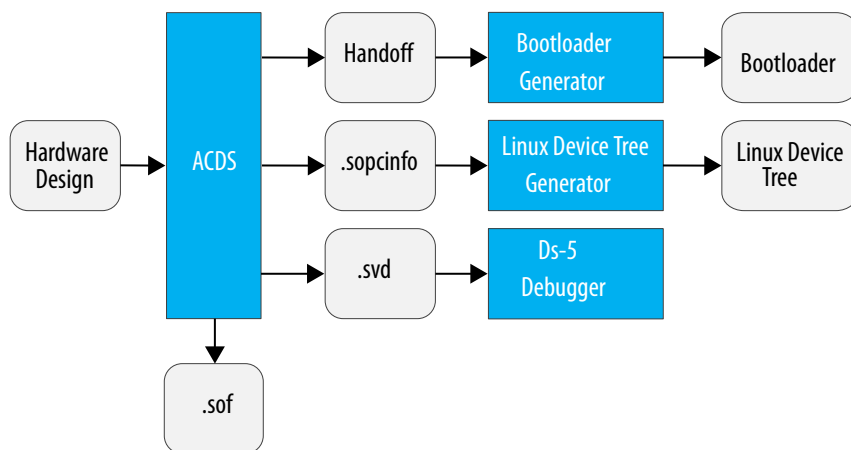 Handoff
Bootloader
Generator
Bootloader
Hardware
Design
ACDS
.sopcinfo
Linux Device Tree
Generator
Linux Device
Tree
.svd
Ds-5
Debugger
.sof